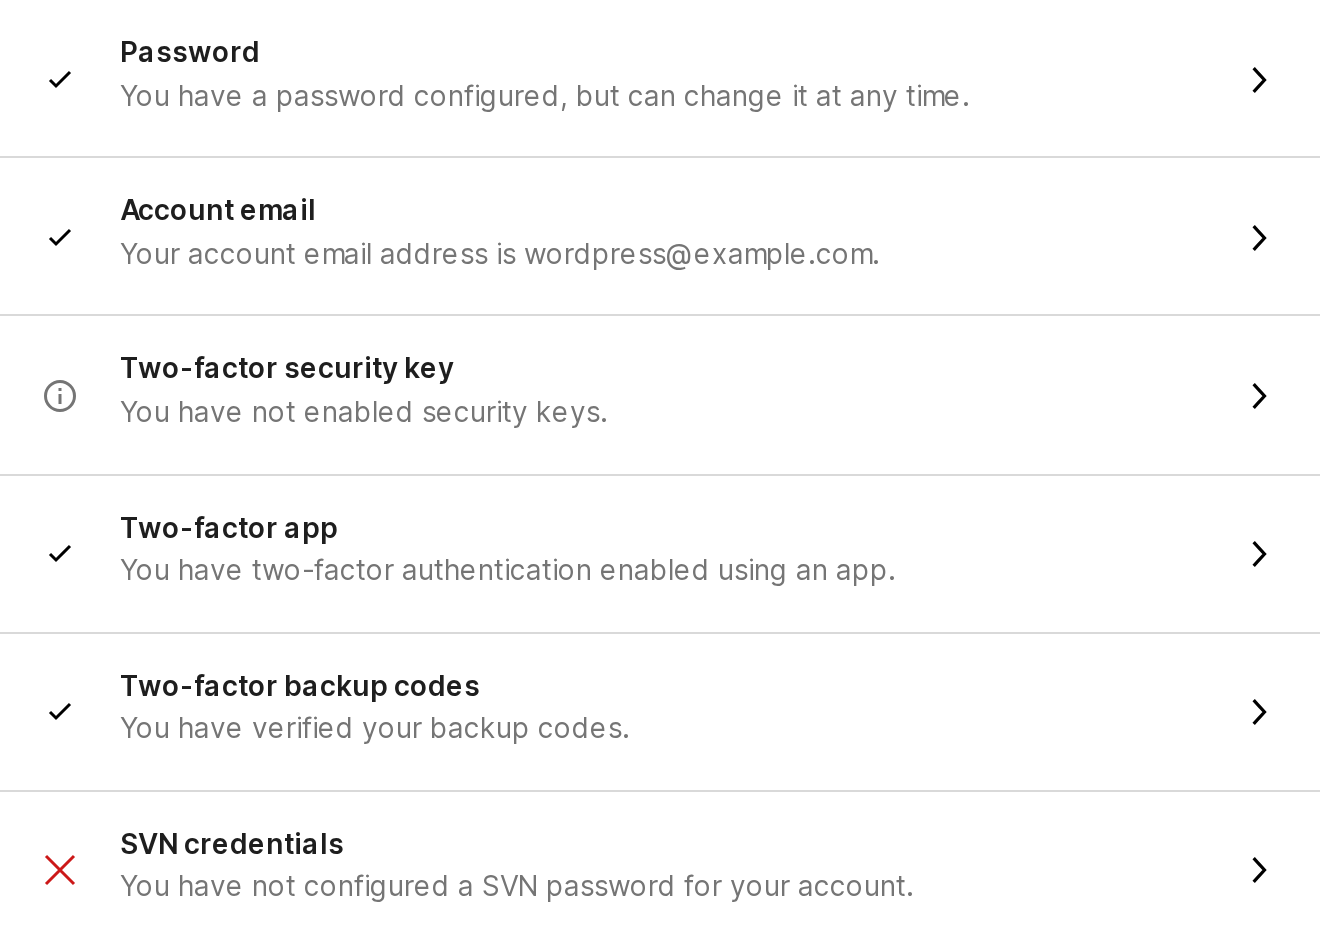 Password
You have a password configured, but can change it at any time.
Account email
Your account email address is wordpress@example.com.
Two-factor security key
You have not enabled security keys.
Two-factor app
You have two-factor authentication enabled using an app.
Two-factor backup codes
You have verified your backup codes.
SVN credentials
You have not configured a SVN password for your account.